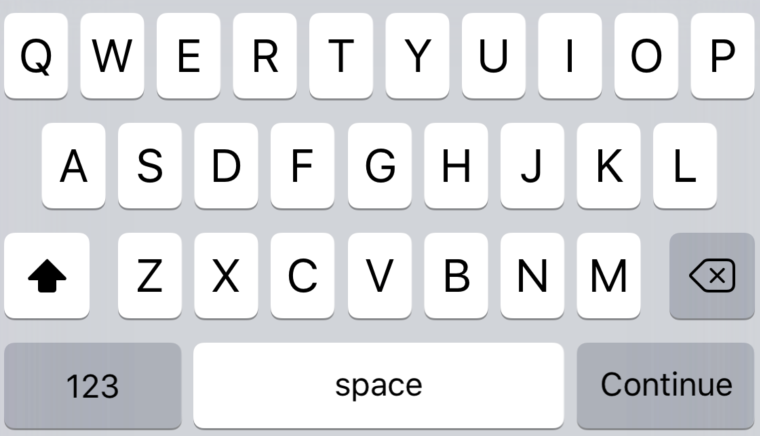 Q W E R T Y U I O P
A S D F G H J K L
Z X C V B N M
123 space Continue